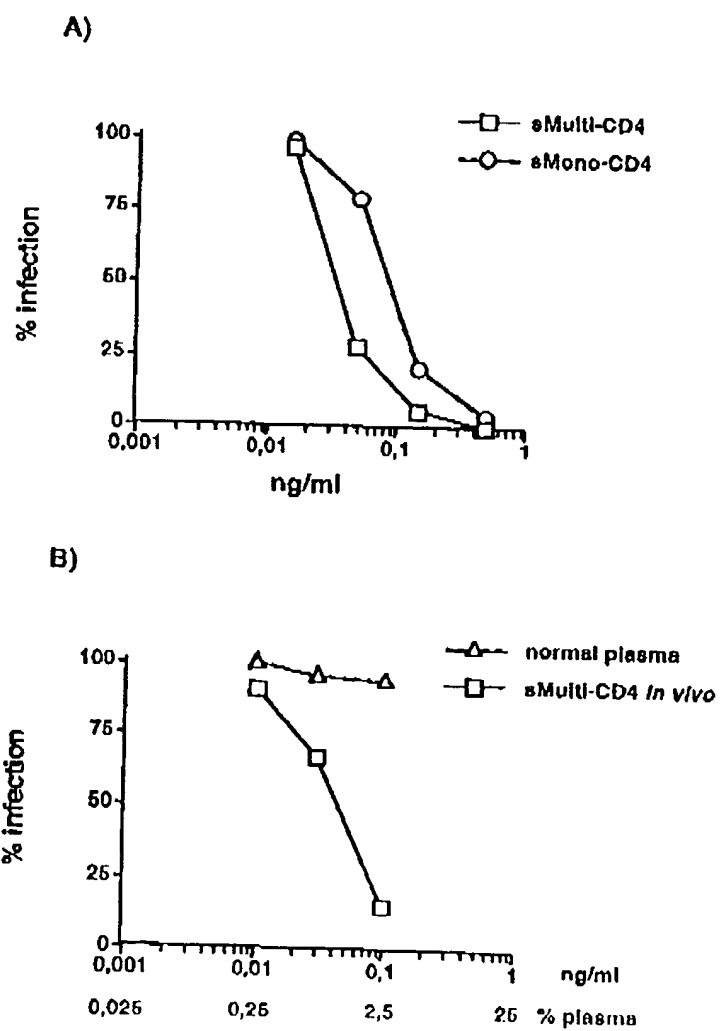 A)
sMulti-CD4
sMono-CD4
100
75
50
25
0
0.001
0,01
0,1
1
% infection
ng/ml
B)
normal plasma
sMulti-CD4 in vivo
100
75
50
25
0
% infection
0.001
0,01
0,1
1
ng/ml
0,025
0,25
2,5
25
% plasma